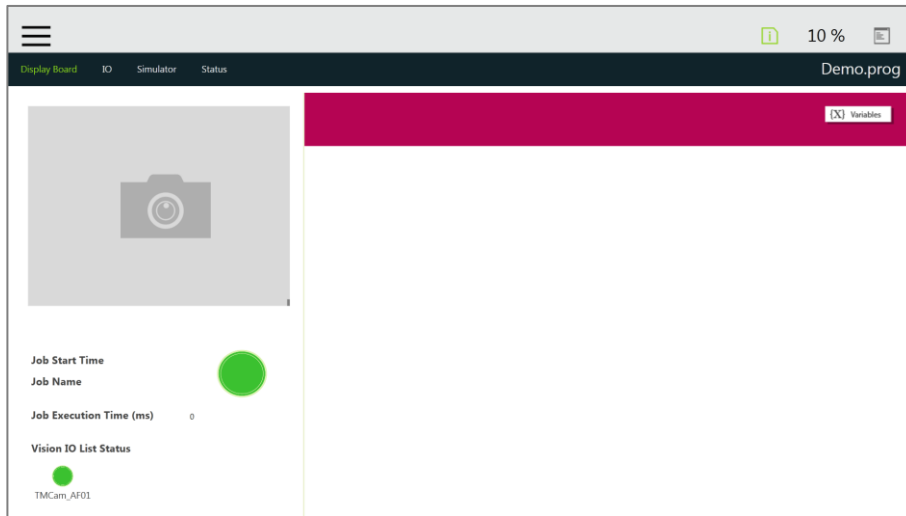 10 %
Display Board IO Simulator Status Demo.prog
{X} Variables
Job Start Time
Job Name
Job Execution Time (ms) 0
Vision IO List Status
TMCam_AF01